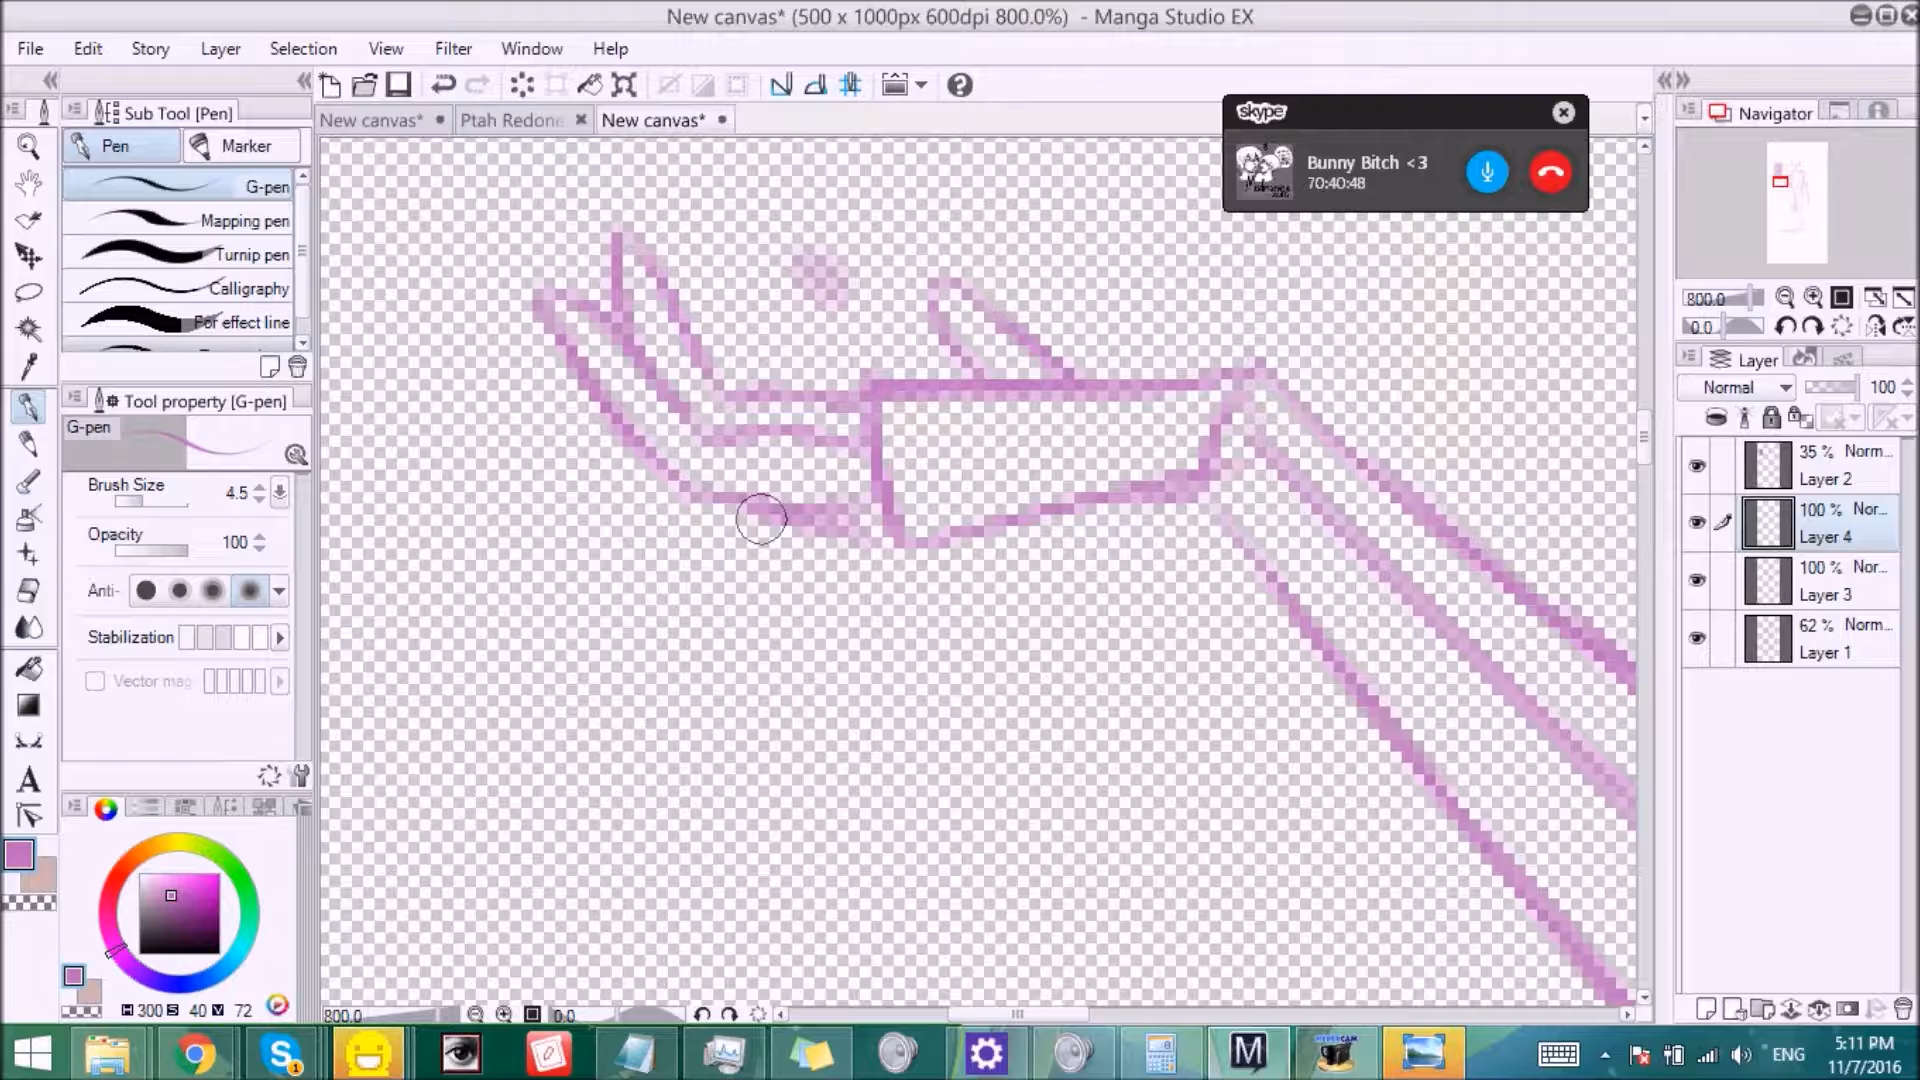 New canvas* (500 x 1000px 600dpi 800.0%) - Manga Studio EX
File Edit Story Layer Selection View Filter Window Help
Sub Tool [Pen]
New canvas* Ptah Redone New canvas*
Pen Marker
G-pen
Mapping pen
Turnip pen
Calligraphy
For effect line
skype
Bunny Bitch <3
70:40:48
Navigator
800.0
0.0
Layer
Normal 100
35 % Norm...
Layer 2
100 % Nor...
Layer 4
100 % Nor...
Layer 3
62 % Norm...
Layer 1
Tool property [G-pen]
G-pen
Brush Size 4.5
Opacity 100
Anti-
Stabilization
Vector mag
A
H 300 S 40 V 72
800.0 0.0
S 1
M
ENG
5:11 PM
11/7/2016